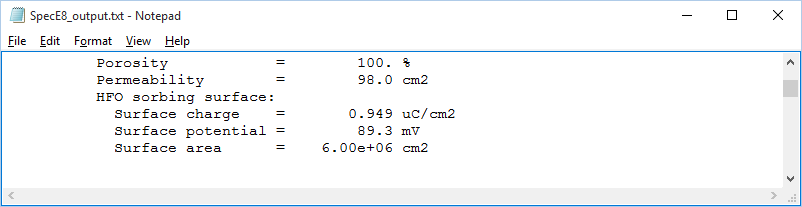 SpecE8_output.txt - Notepad
File Edit Format View Help
Porosity = 100. %
Permeability = 98.0 cm2
HFO sorbing surface:
Surface charge = 0.949 uC/cm2
Surface potential = 89.3 mV
Surface area = 6.00e+06 cm2